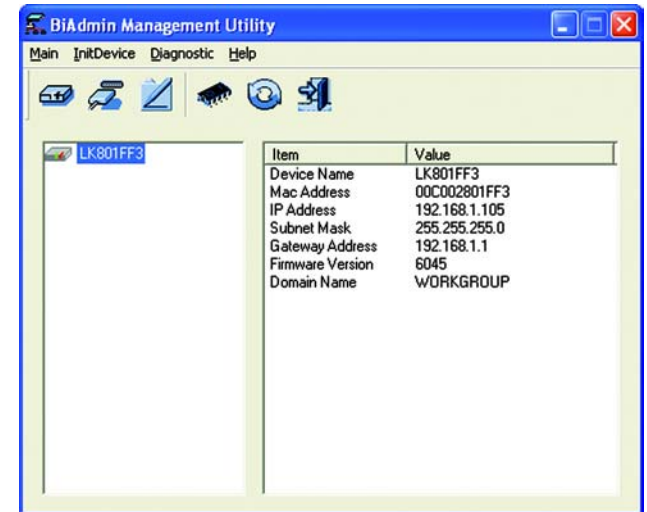 BiAdmin Management Utility
Main InitDevice Diagnostic Help
LK801FF3
Item Value
Device Name LK801FF3
Mac Address 00C002801FF3
IP Address 192.168.1.105
Subnet Mask 255.255.255.0
Gateway Address 192.168.1.1
Firmware Version 6045
Domain Name WORKGROUP